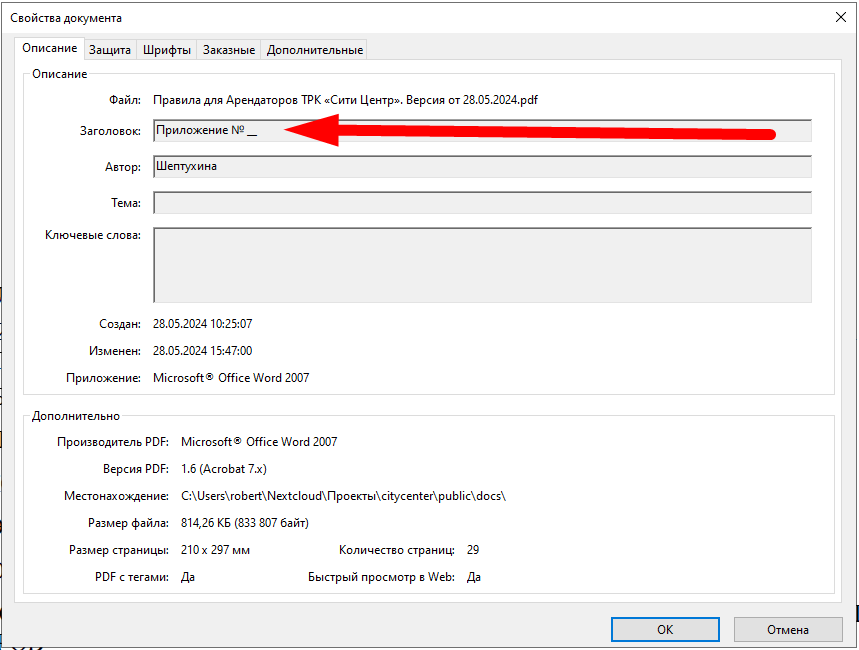 Свойства документа
Описание Защита Шрифты Заказные Дополнительные
Описание
Файл: Правила для Арендаторов ТРК «Сити Центр». Версия от 28.05.2024.pdf
Заголовок: Приложение № __
Автор: Шептухина
Тема:
Ключевые слова:
Создан: 28.05.2024 10:25:07
Изменен: 28.05.2024 15:47:00
Приложение: Microsoft® Office Word 2007
Дополнительно
Производитель PDF: Microsoft® Office Word 2007
Версия PDF: 1.6 (Acrobat 7.x)
Местонахождение: C:\Users\robert\Nextcloud\Проекты\citycenter\public\docs\
Размер файла: 814,26 КБ (833 807 байт)
Размер страницы: 210 x 297 мм Количество страниц: 29
PDF с тегами: Да Быстрый просмотр в Web: Да
ОК Отмена